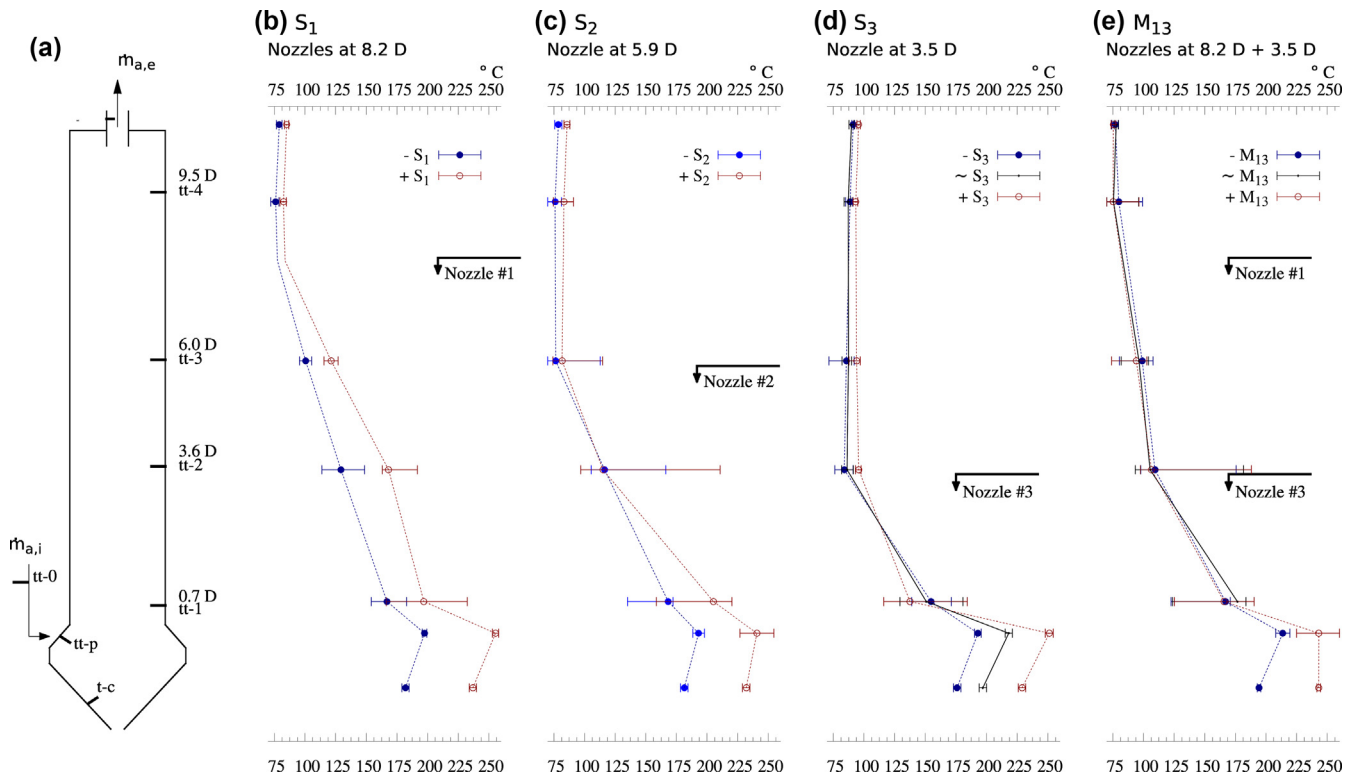 (a)
ṁa,e
9.5 D
tt-4
6.0 D
tt-3
3.6 D
tt-2
ṁa,i
tt-0
0.7 D
tt-1
tt-p
t-c
(b) S1
Nozzles at 8.2 D
° C
75 100 125 150 175 200 225 250
- S1
+ S1
Nozzle #1
75 100 125 150 175 200 225 250
(c) S2
Nozzle at 5.9 D
° C
75 100 125 150 175 200 225 250
- S2
+ S2
Nozzle #2
75 100 125 150 175 200 225 250
(d) S3
Nozzle at 3.5 D
° C
75 100 125 150 175 200 225 250
- S3
~ S3
+ S3
Nozzle #3
75 100 125 150 175 200 225 250
(e) M13
Nozzles at 8.2 D + 3.5 D
° C
75 100 125 150 175 200 225 250
- M13
~ M13
+ M13
Nozzle #1
Nozzle #3
75 100 125 150 175 200 225 250